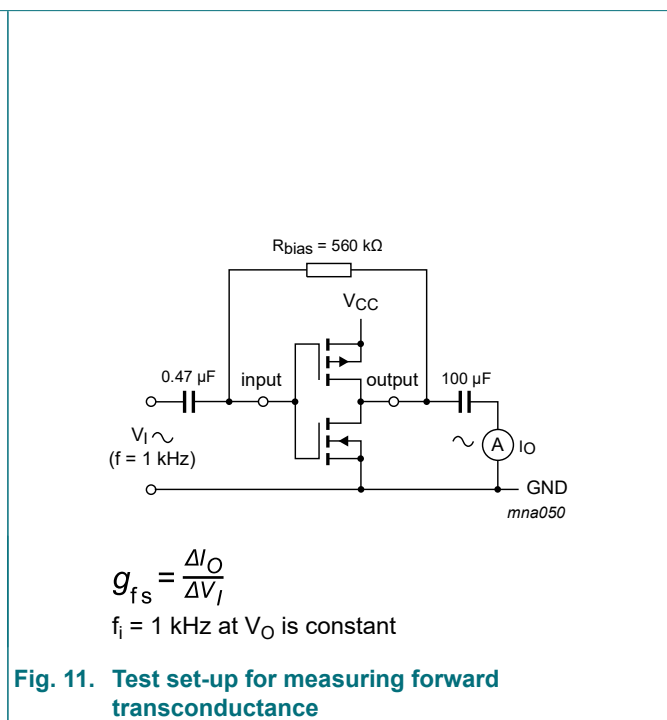 Rbias = 560 kΩ
VCC
0.47 µF
input
output
100 µF
VI
(f = 1 kHz)
A
IO
GND
mna050
gfs = ΔIO/ΔVI
fi = 1 kHz at VO is constant
Fig. 11. Test set-up for measuring forward
transconductance